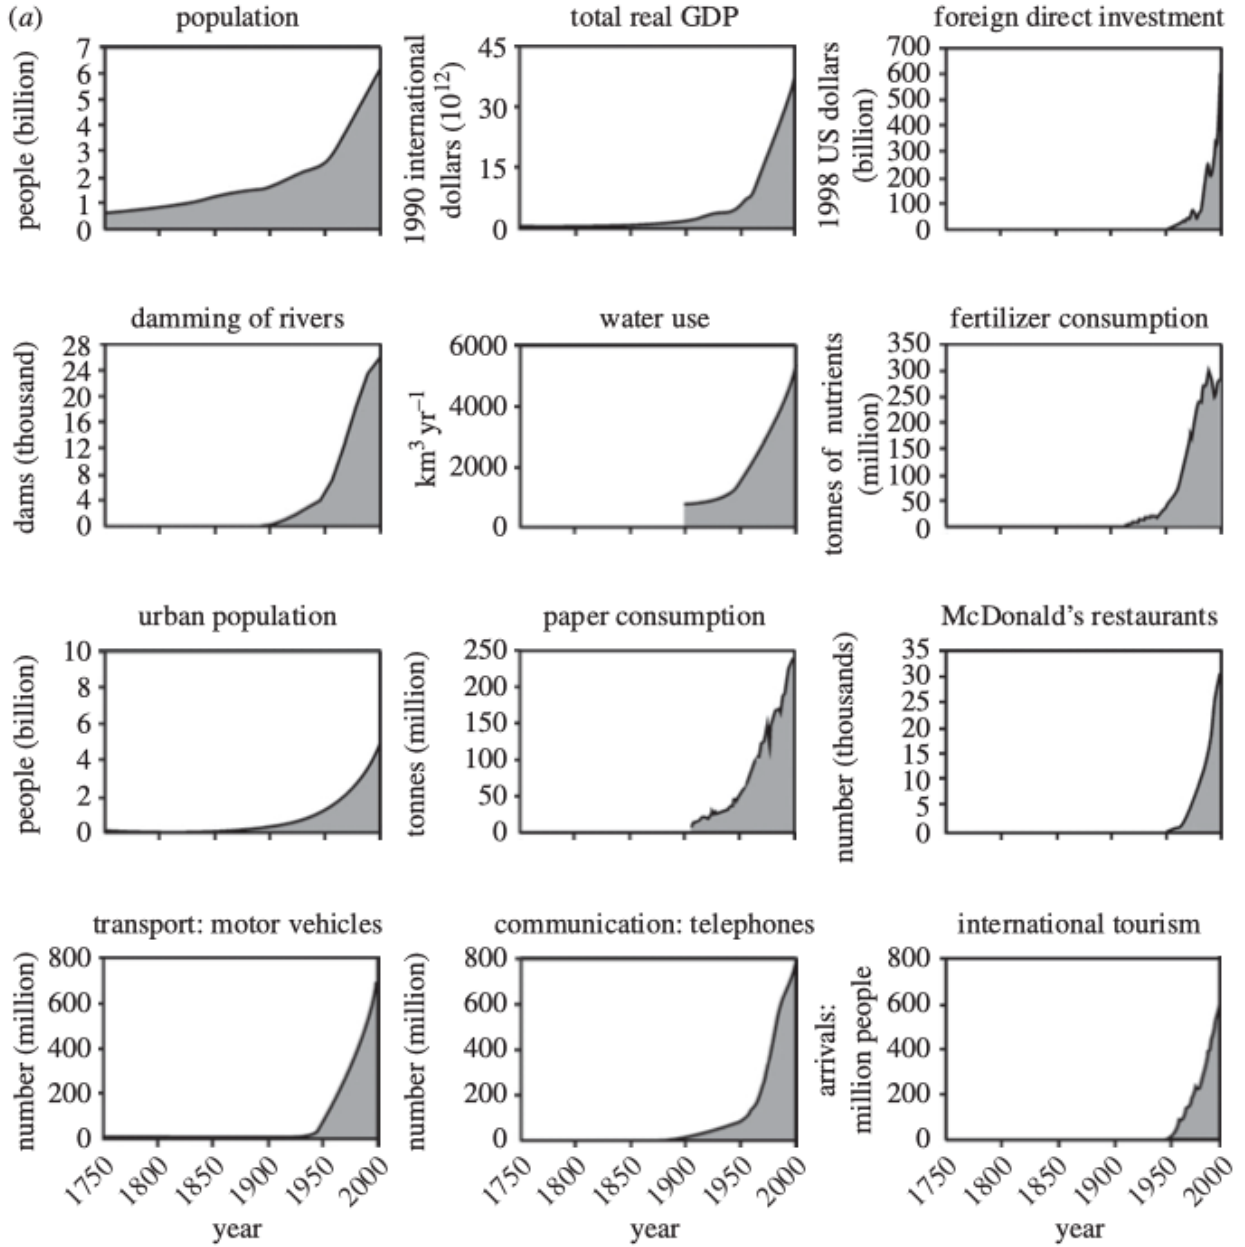 (a)
population
people (billion)
7
6
5
4
3
2
1
0
total real GDP
1990 international
dollars (10¹²)
45
30
15
0
foreign direct investment
1998 US dollars
(billion)
700
600
500
400
300
200
100
0
damming of rivers
dams (thousand)
28
24
20
16
12
8
4
0
water use
km³ yr⁻¹
6000
4000
2000
0
fertilizer consumption
tonnes of nutrients
(million)
350
300
250
200
150
100
50
0
urban population
people (billion)
10
8
6
4
2
0
paper consumption
tonnes (million)
250
200
150
100
50
0
McDonald's restaurants
number (thousands)
35
30
25
20
15
10
5
0
transport: motor vehicles
number (million)
800
600
400
200
0
1750 1800 1850 1900 1950 2000
year
communication: telephones
number (million)
800
600
400
200
0
1750 1800 1850 1900 1950 2000
year
international tourism
arrivals:
million people
800
600
400
200
0
1750 1800 1850 1900 1950 2000
year